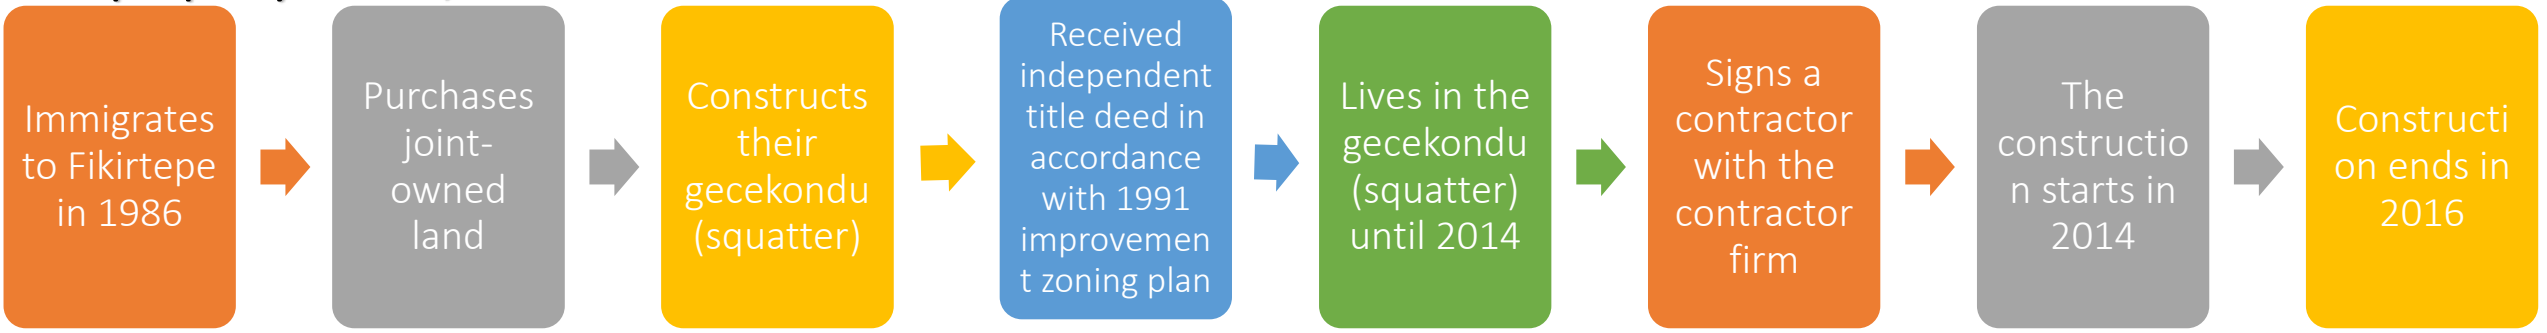 Immigrates
to Fikirtepe
in 1986
Purchases
joint-
owned
land
Constructs
their
gecekondu
(squatter)
Received
independent
title deed in
accordance
with 1991
improvemen
t zoning plan
Lives in the
gecekondu
(squatter)
until 2014
Signs a
contractor
with the
contractor
firm
The
constructio
n starts in
2014
Constructi
on ends in
2016